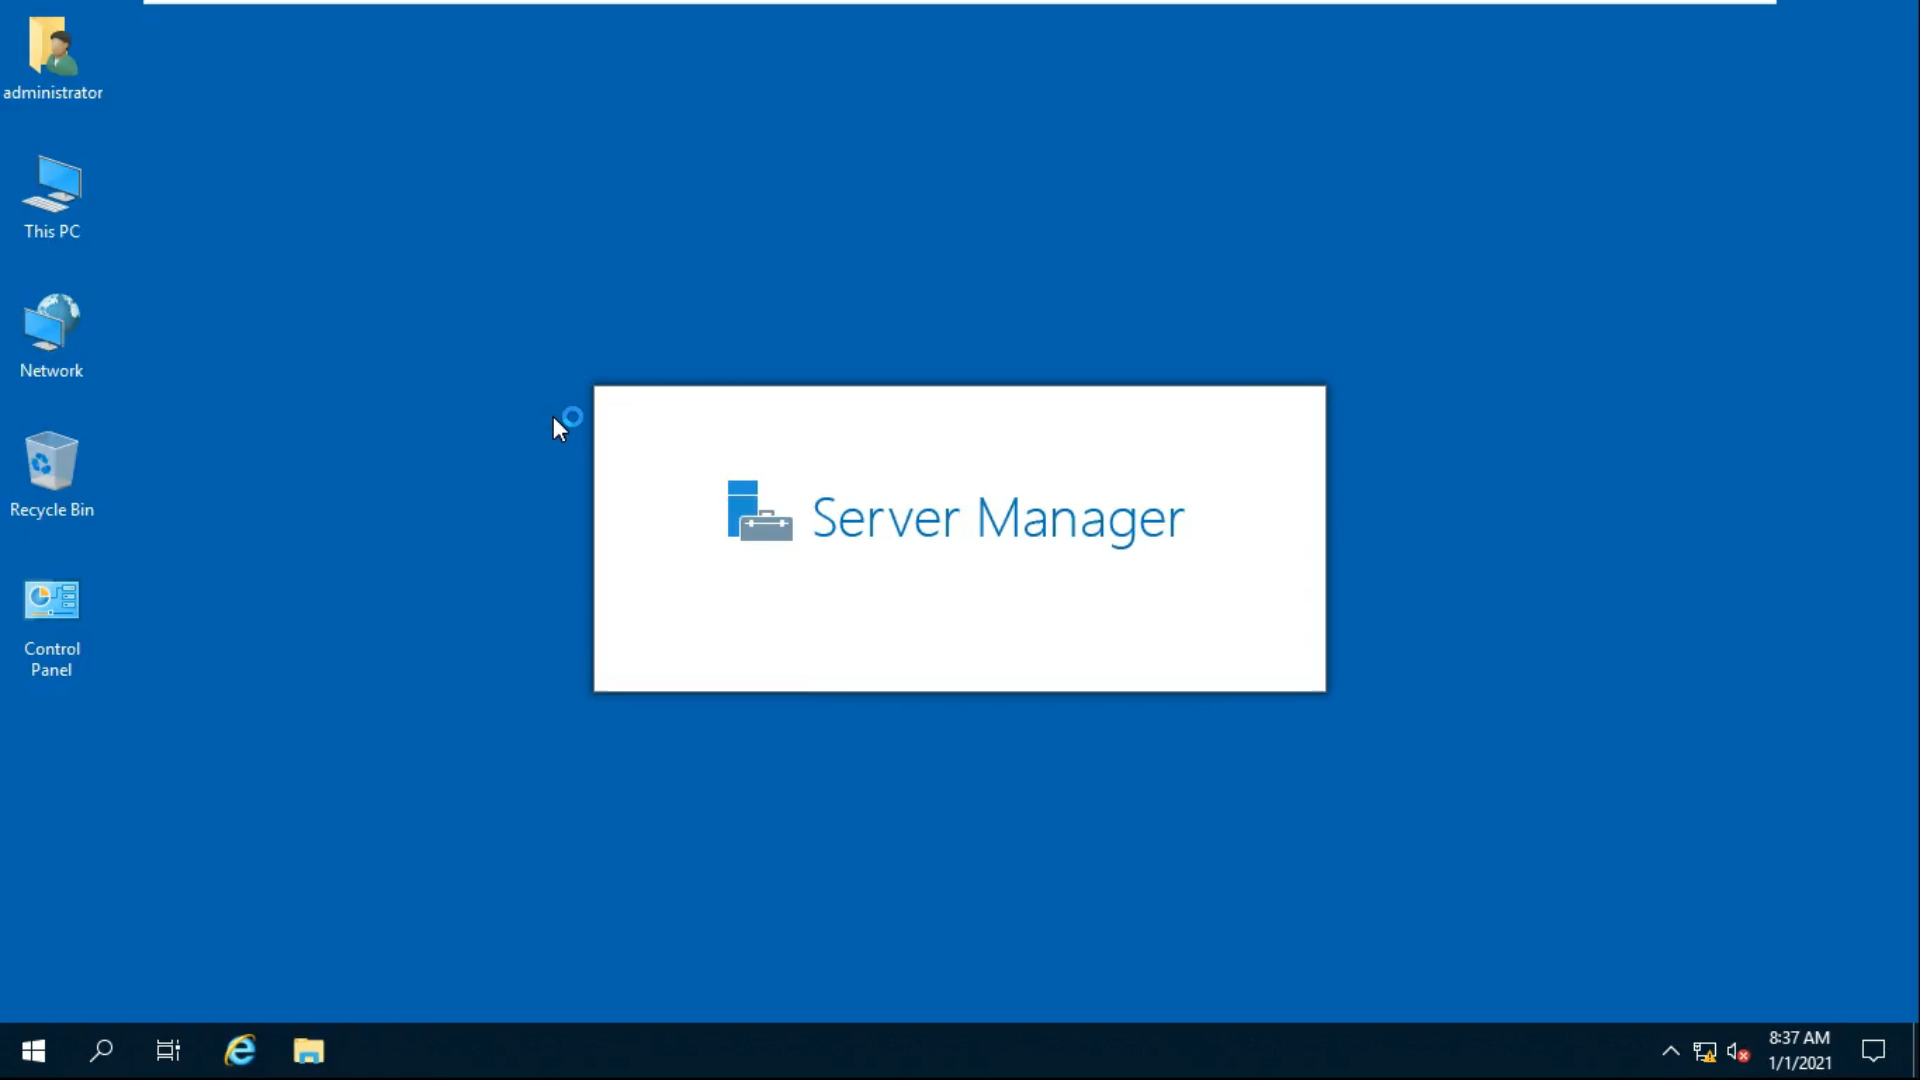 administrator
This PC
Network
Recycle Bin
Control
Panel
Server Manager
8:37 AM
1/1/2021